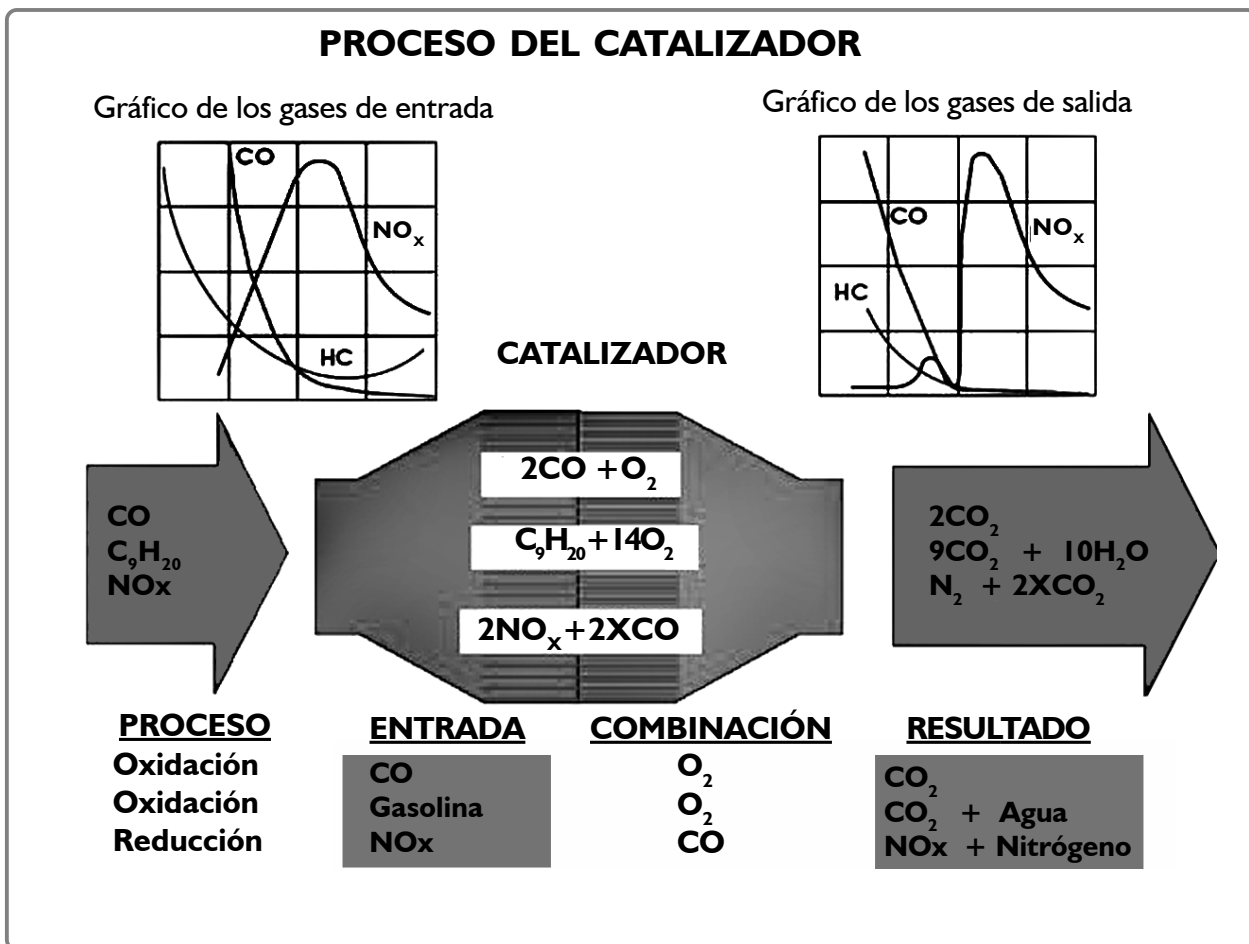 PROCESO DEL CATALIZADOR
Gráfico de los gases de entrada
Gráfico de los gases de salida
CO
NOx
HC
CO
NOx
HC
CATALIZADOR
CO
C₉H₂₀
NOx
2CO + O₂
C₉H₂₀+14O₂
2NOx+2XCO
2CO₂
9CO₂ + 10H₂O
N₂ + 2XCO₂
PROCESO ENTRADA COMBINACIÓN RESULTADO
Oxidación CO O₂ CO₂
Oxidación Gasolina O₂ CO₂ + Agua
Reducción NOx CO NOx + Nitrógeno